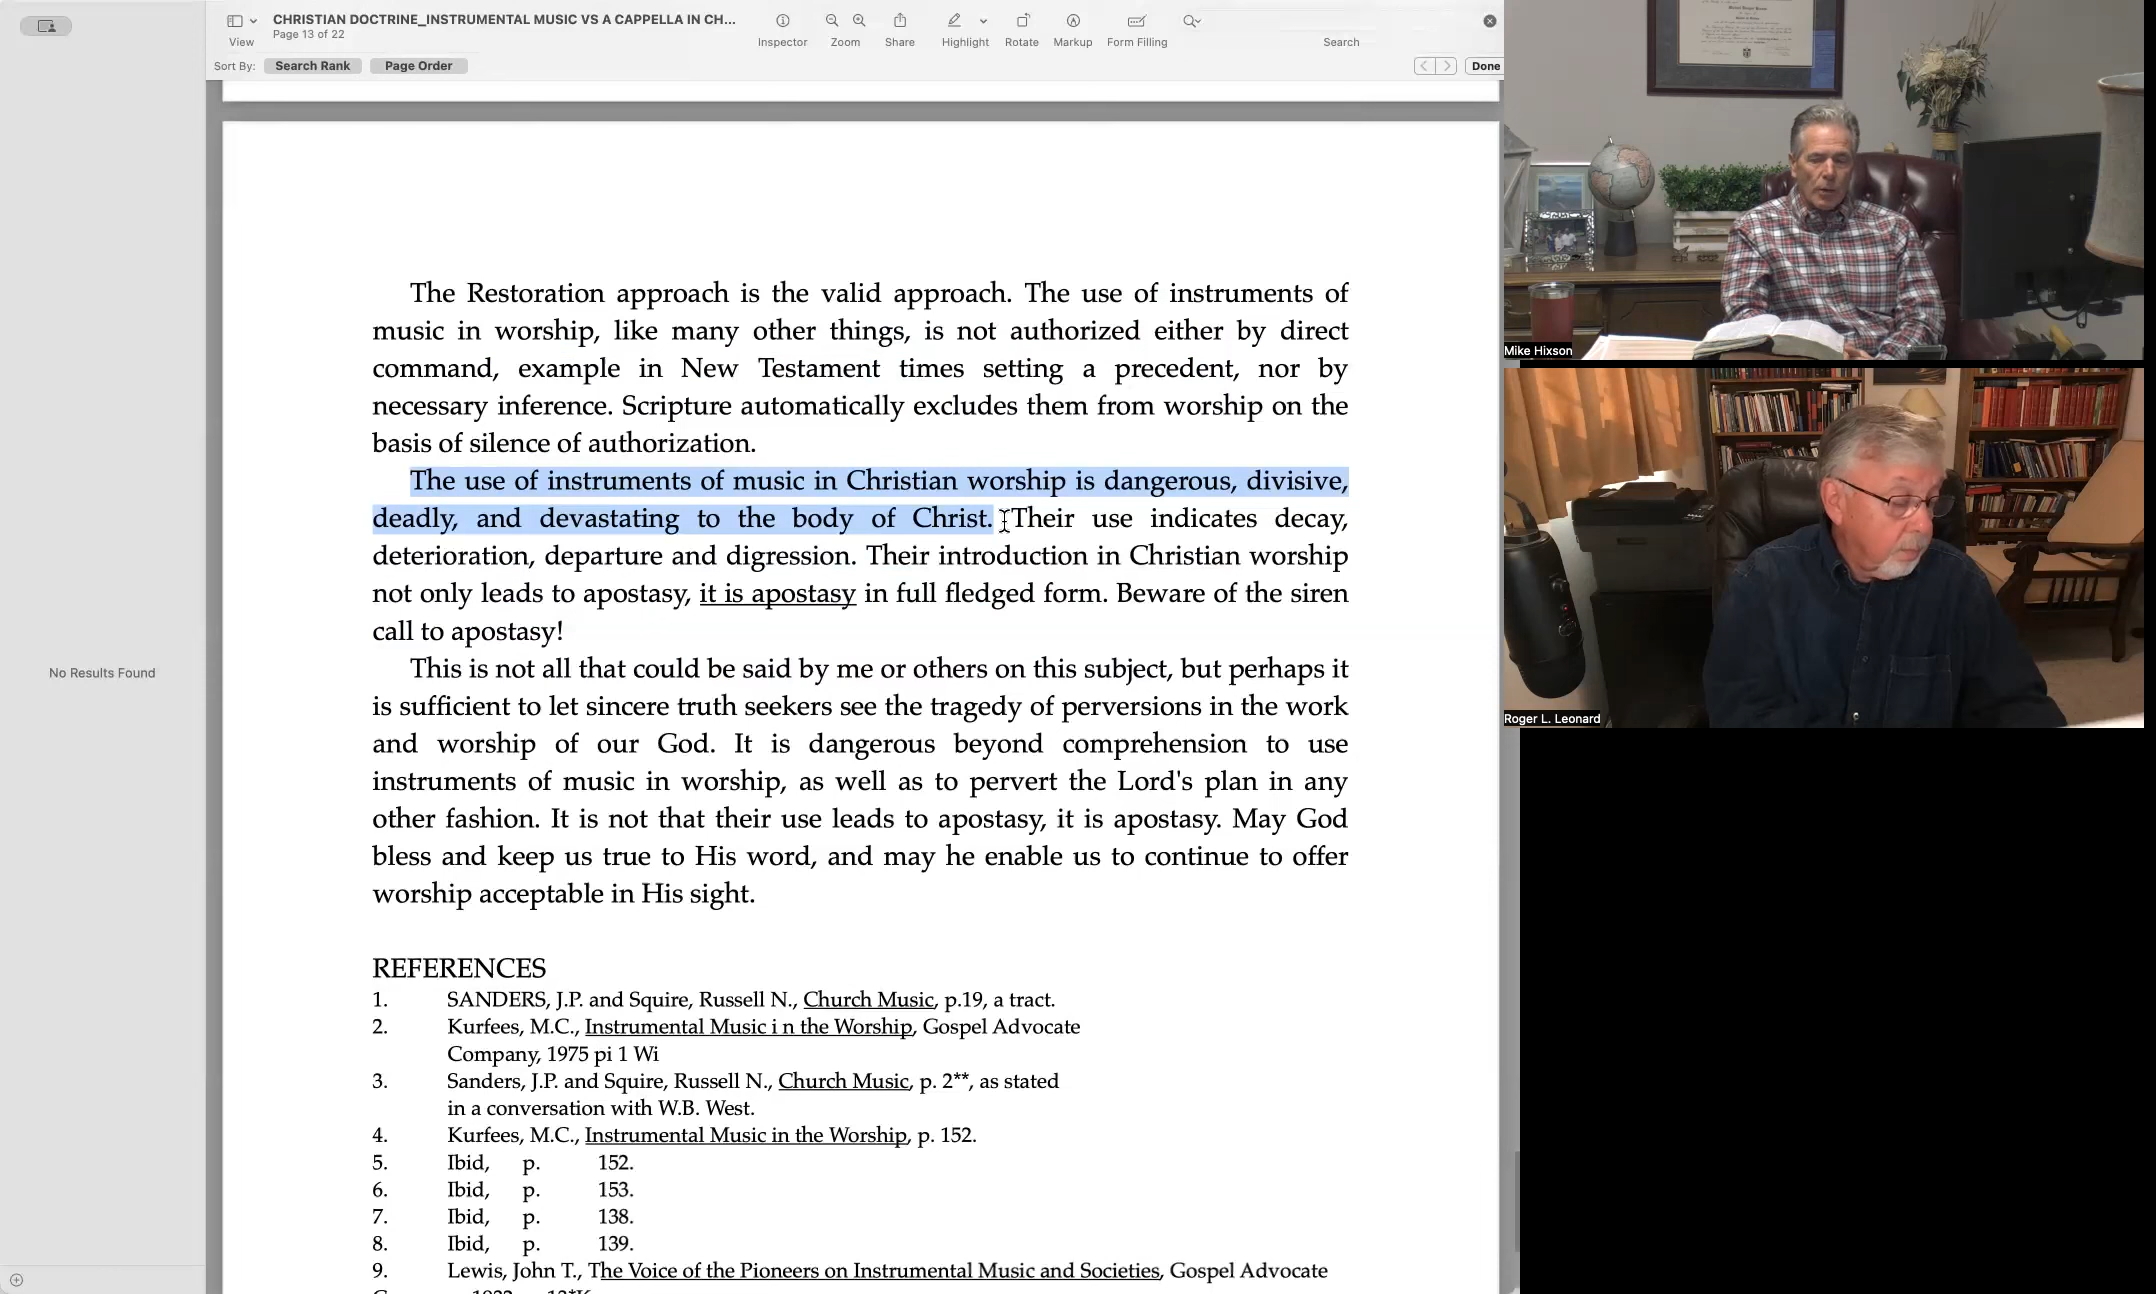 CHRISTIAN DOCTRINE_INSTRUMENTAL MUSIC VS A CAPPELLA IN CH...
Page 13 of 22
View
Inspector
Zoom
Share
Highlight
Rotate
Markup
Form Filling
Search
Sort By:
Search Rank
Page Order
Done
No Results Found
The Restoration approach is the valid approach. The use of instruments of
music in worship, like many other things, is not authorized either by direct
command, example in New Testament times setting a precedent, nor by
necessary inference. Scripture automatically excludes them from worship on the
basis of silence of authorization.
The use of instruments of music in Christian worship is dangerous, divisive,
deadly, and devastating to the body of Christ. Their use indicates decay,
deterioration, departure and digression. Their introduction in Christian worship
not only leads to apostasy, it is apostasy in full fledged form. Beware of the siren
call to apostasy!
This is not all that could be said by me or others on this subject, but perhaps it
is sufficient to let sincere truth seekers see the tragedy of perversions in the work
and worship of our God. It is dangerous beyond comprehension to use
instruments of music in worship, as well as to pervert the Lord's plan in any
other fashion. It is not that their use leads to apostasy, it is apostasy. May God
bless and keep us true to His word, and may he enable us to continue to offer
worship acceptable in His sight.
REFERENCES
1. SANDERS, J.P. and Squire, Russell N., Church Music, p.19, a tract.
2. Kurfees, M.C., Instrumental Music i n the Worship, Gospel Advocate
Company, 1975 pi 1 Wi
3. Sanders, J.P. and Squire, Russell N., Church Music, p. 2**, as stated
in a conversation with W.B. West.
4. Kurfees, M.C., Instrumental Music in the Worship, p. 152.
5. Ibid, p. 152.
6. Ibid, p. 153.
7. Ibid, p. 138.
8. Ibid, p. 139.
9. Lewis, John T., The Voice of the Pioneers on Instrumental Music and Societies, Gospel Advocate
Mike Hixson
Roger L. Leonard